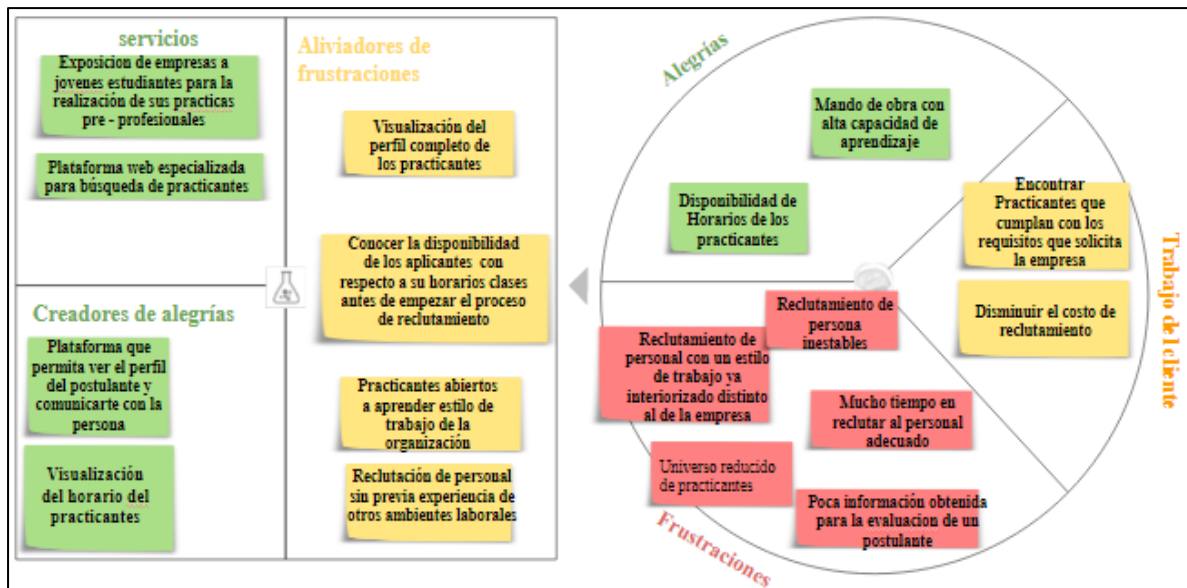 servicios
Exposicion de empresas a
jovenes estudiantes para la
realización de sus practicas
pre - profesionales
Plataforma web especializada
para búsqueda de practicantes
Creadores de alegrías
Plataforma que
permita ver el perfil
del postulante y
comunicarte con la
persona
Visualización
del horario del
practicantes
Aliviadores de
frustraciones
Visualización del
perfil completo de
los practicantes
Conocer la disponibilidad
de los aplicantes con
respecto a su horarios clases
antes de empezar el proceso
de reclutamiento
Practicantes abiertos
a aprender estilo de
trabajo de la
organización
Reclutación de personal
sin previa experiencia de
otros ambientes laborales
Alegrías
Mando de obra con
alta capacidad de
aprendizaje
Disponibilidad de
Horarios de los
practicantes
Encontrar
Practicantes que
cumplan con los
requisitos que solicita
la empresa
Disminuir el costo de
reclutamiento
Trabajo del cliente
Reclutamiento de
persona
inestables
Reclutamiento de
personal con un estilo
de trabajo ya
interiorizado distinto
al de la empresa
Mucho tiempo en
reclutar al personal
adecuado
Universo reducido
de practicantes
Poca información obtenida
para la evaluacion de un
postulante
Frustraciones